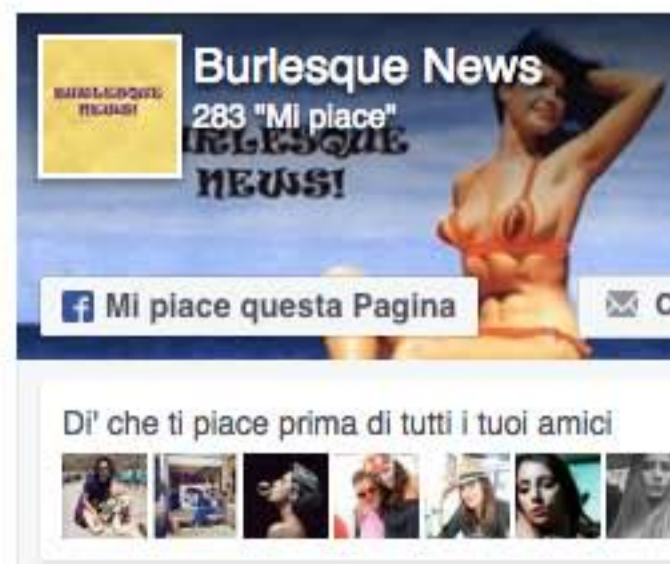 Burlesque News
283 "Mi piace"
BURLESQUE
NEWS!
URLESQUE
NEWS!
Mi piace questa Pagina
C
Di' che ti piace prima di tutti i tuoi amici